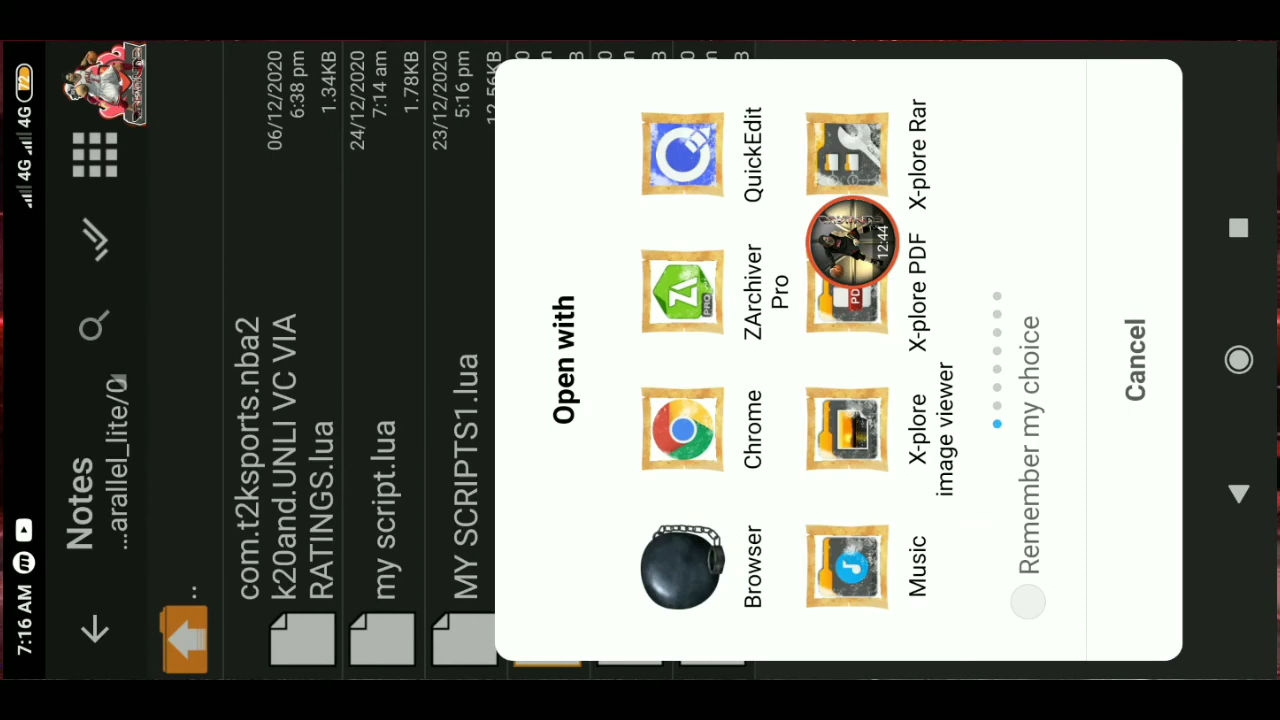 7:16 AM
4G
4G
72
Notes
...arallel_lite/0
..
com.t2ksports.nba2
k20and.UNLI VC VIA
RATINGS.lua
06/12/2020
6:38 pm
1.34KB
my script.lua
24/12/2020
7:14 am
1.78KB
MY SCRIPTS1.lua
23/12/2020
5:16 pm
12.56KB
Open with
Browser
Chrome
ZArchiver
Pro
QuickEdit
Music
X-plore
image viewer
X-plore PDF
X-plore Rar
12:44
Remember my choice
Cancel